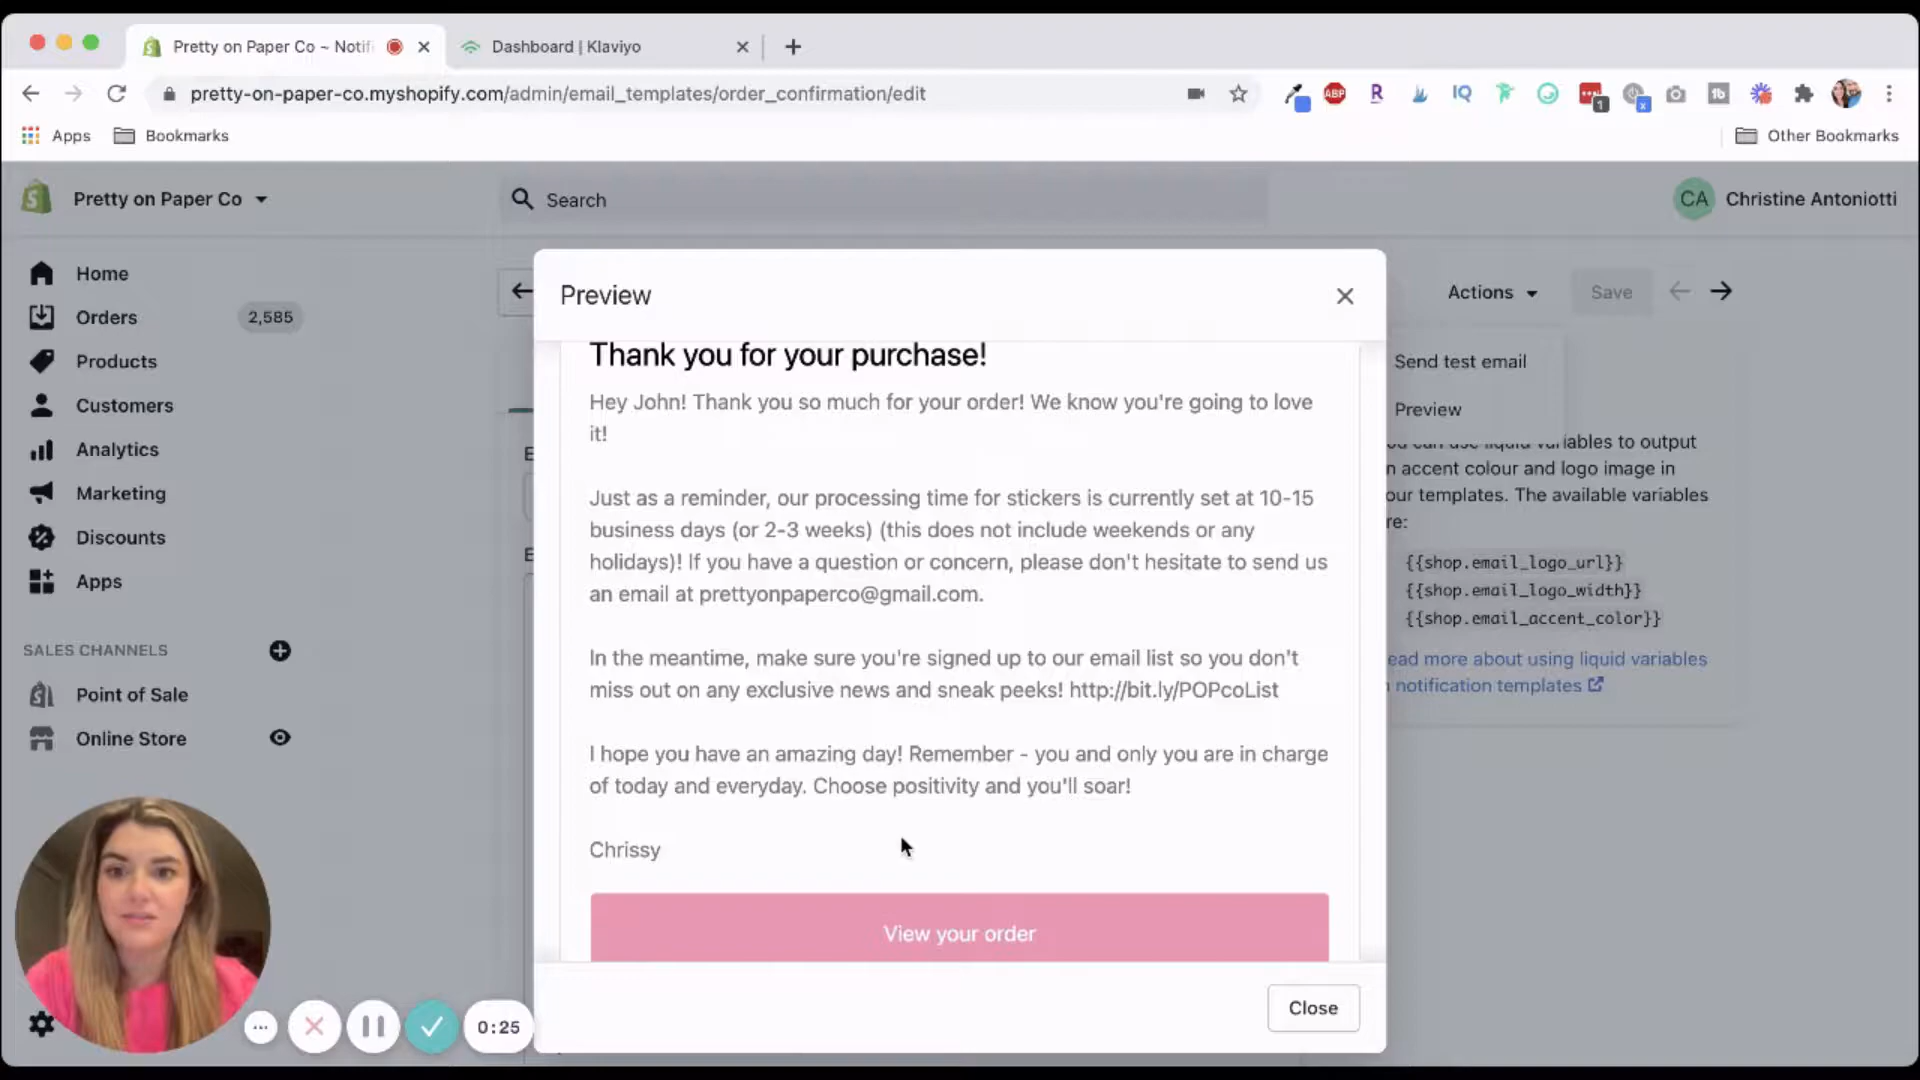 Pretty on Paper Co ~ Notifi
Dashboard | Klaviyo
pretty-on-paper-co.myshopify.com/admin/email_templates/order_confirmation/edit
ABP
R
IQ
1
x
Apps
Bookmarks
Other Bookmarks
Pretty on Paper Co
Search
CA
Christine Antoniotti
Home
Orders
2,585
Products
Customers
Analytics
Marketing
Discounts
Apps
SALES CHANNELS
Point of Sale
Online Store
Preview
Thank you for your purchase!
Hey John! Thank you so much for your order! We know you're going to love
it!
Just as a reminder, our processing time for stickers is currently set at 10-15
business days (or 2-3 weeks) (this does not include weekends or any
holidays)! If you have a question or concern, please don't hesitate to send us
an email at prettyonpaperco@gmail.com.
In the meantime, make sure you're signed up to our email list so you don't
miss out on any exclusive news and sneak peeks! http://bit.ly/POPcoList
I hope you have an amazing day! Remember - you and only you are in charge
of today and everyday. Choose positivity and you'll soar!
Chrissy
View your order
Close
Actions
Save
Send test email
Preview
can use liquid variables to output
n accent colour and logo image in
our templates. The available variables
re:
{{shop.email_logo_url}}
{{shop.email_logo_width}}
{{shop.email_accent_color}}
ead more about using liquid variables
notification templates
0:25